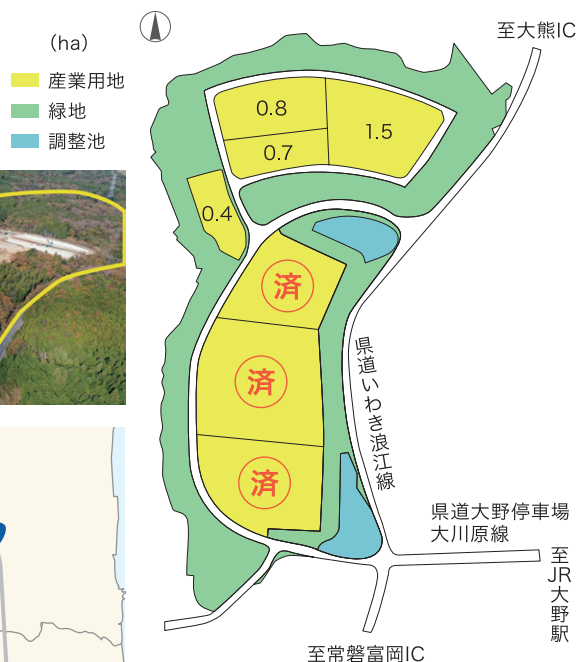 (ha)
産業用地
緑地
調整池
至大熊IC
0.8
1.5
0.7
0.4
済
済
済
県道いわき浪江線
県道大野停車場
大川原線
至JR大野駅
至常磐富岡IC